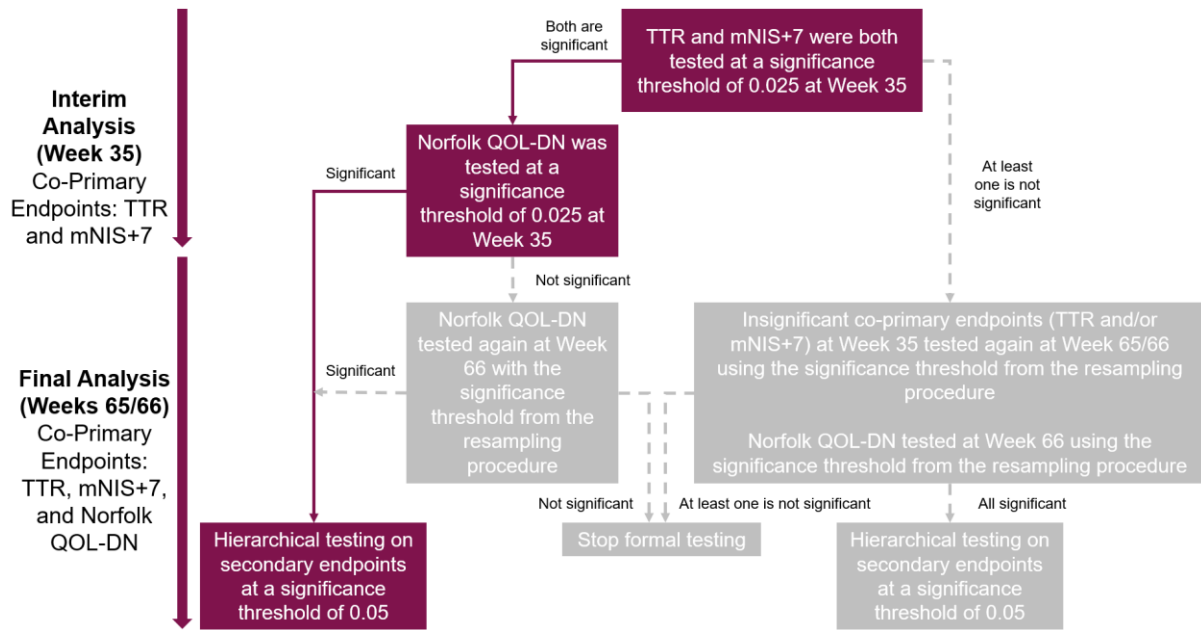 Interim
Analysis
(Week 35)
Co-Primary
Endpoints: TTR
and mNIS+7
Both are
significant
TTR and mNIS+7 were both
tested at a significance
threshold of 0.025 at Week 35
Significant
Norfolk QOL-DN was
tested at a
significance
threshold of 0.025 at
Week 35
At least
one is not
significant
Not significant
Final Analysis
(Weeks 65/66)
Co-Primary
Endpoints:
TTR, mNIS+7,
and Norfolk
QOL-DN
Significant
Norfolk QOL-DN
tested again at Week
66 with the
significance
threshold from the
resampling
procedure
Insignificant co-primary endpoints (TTR and/or
mNIS+7) at Week 35 tested again at Week 65/66
using the significance threshold from the resampling
procedure
Norfolk QOL-DN tested at Week 66 using the
significance threshold from the resampling procedure
Not significant
At least one is not significant
All significant
Hierarchical testing on
secondary endpoints
at a significance
threshold of 0.05
Stop formal testing
Hierarchical testing on
secondary endpoints
at a significance
threshold of 0.05